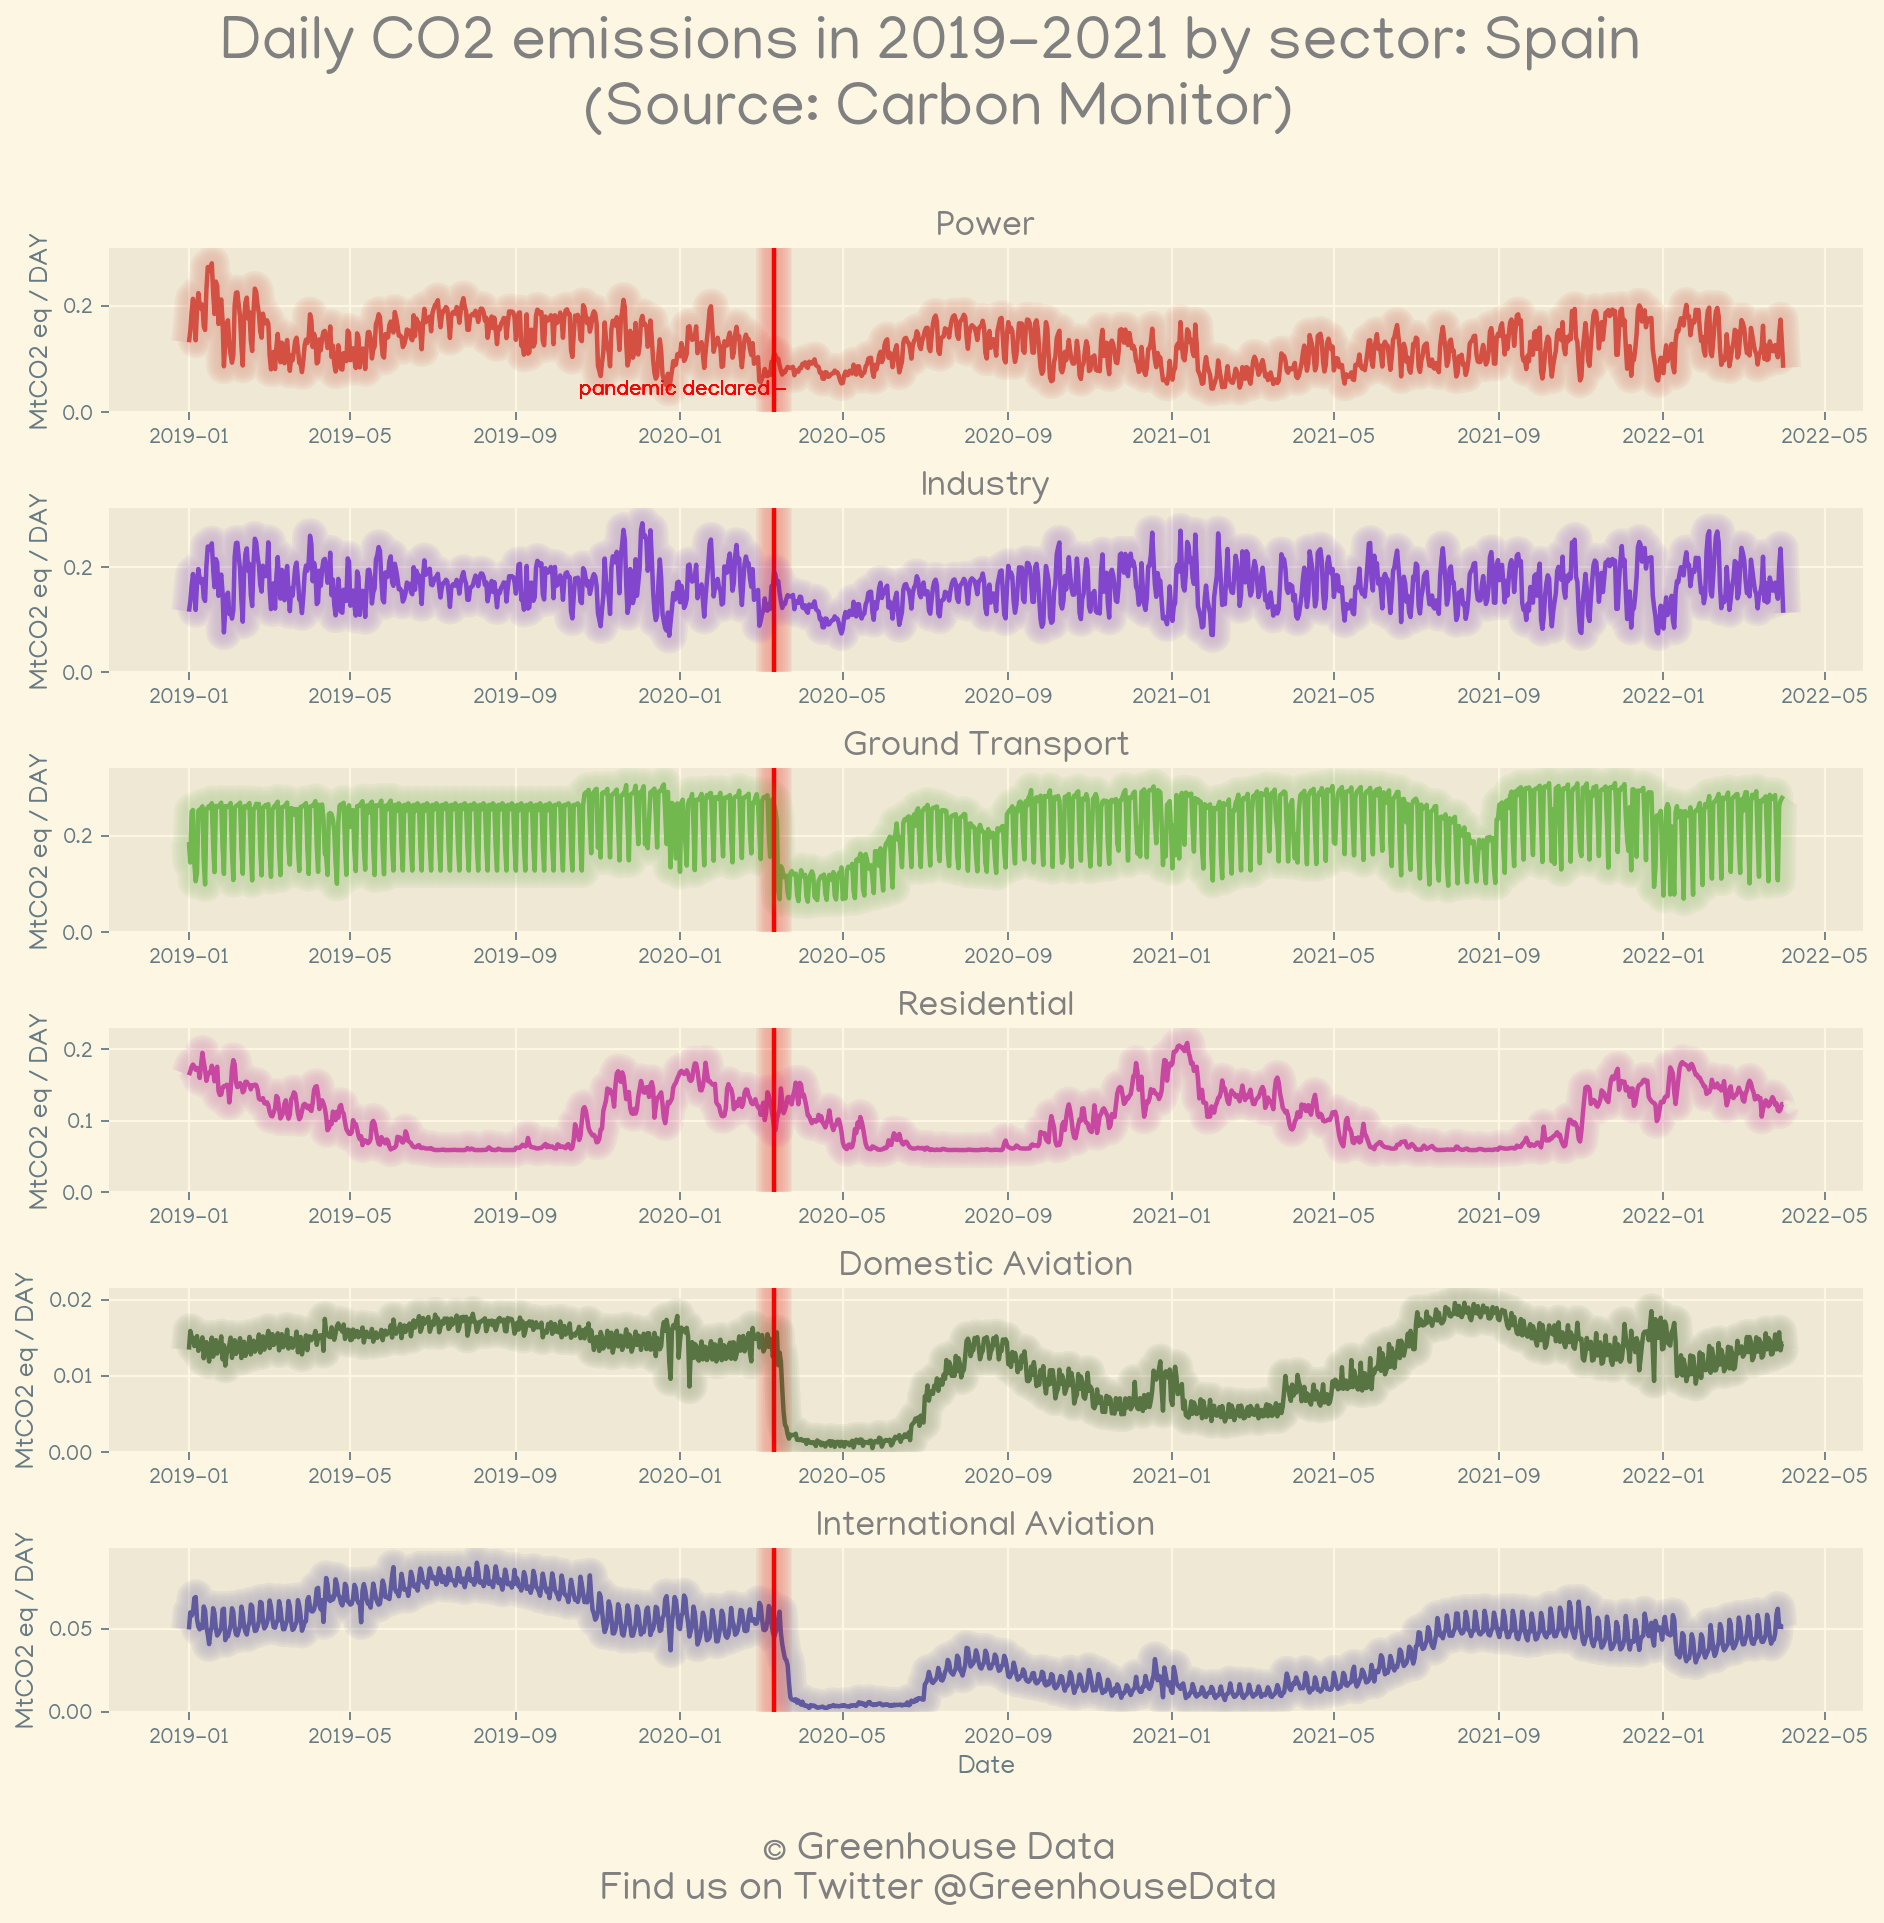 Daily CO2 emissions in 2019-2021 by sector: Spain
(Source: Carbon Monitor)
Power
MtCO2 eq / DAY
0.2
0.0
pandemic declared
2019-01 2019-05 2019-09 2020-01 2020-05 2020-09 2021-01 2021-05 2021-09 2022-01 2022-05
Industry
MtCO2 eq / DAY
0.2
0.0
2019-01 2019-05 2019-09 2020-01 2020-05 2020-09 2021-01 2021-05 2021-09 2022-01 2022-05
Ground Transport
MtCO2 eq / DAY
0.2
0.0
2019-01 2019-05 2019-09 2020-01 2020-05 2020-09 2021-01 2021-05 2021-09 2022-01 2022-05
Residential
MtCO2 eq / DAY
0.2
0.1
0.0
2019-01 2019-05 2019-09 2020-01 2020-05 2020-09 2021-01 2021-05 2021-09 2022-01 2022-05
Domestic Aviation
MtCO2 eq / DAY
0.02
0.01
0.00
2019-01 2019-05 2019-09 2020-01 2020-05 2020-09 2021-01 2021-05 2021-09 2022-01 2022-05
International Aviation
MtCO2 eq / DAY
0.05
0.00
2019-01 2019-05 2019-09 2020-01 2020-05 2020-09 2021-01 2021-05 2021-09 2022-01 2022-05
Date
© Greenhouse Data
Find us on Twitter @GreenhouseData